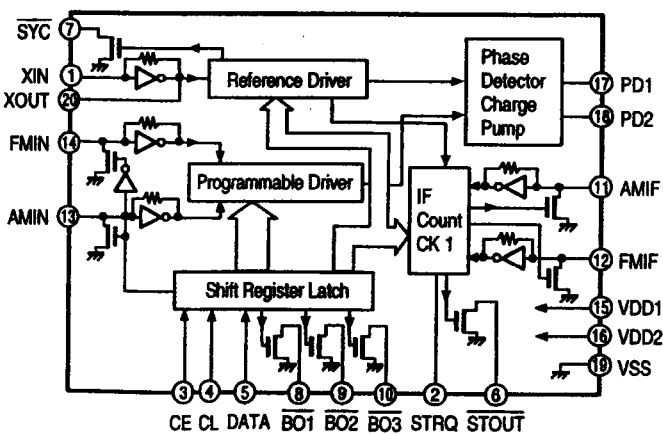 7
SYC
XIN
1
XOUT
20
FMIN
14
AMIN
13
Reference Driver
Programmable Driver
Shift Register Latch
Phase
Detector
Charge
Pump
IF
Count
CK 1
17
PD1
18
PD2
11
AMIF
12
FMIF
15
VDD1
16
VDD2
19
VSS
3
4
5
8
9
10
2
6
CE
CL
DATA
BO1
BO2
BO3
STRQ
STOUT